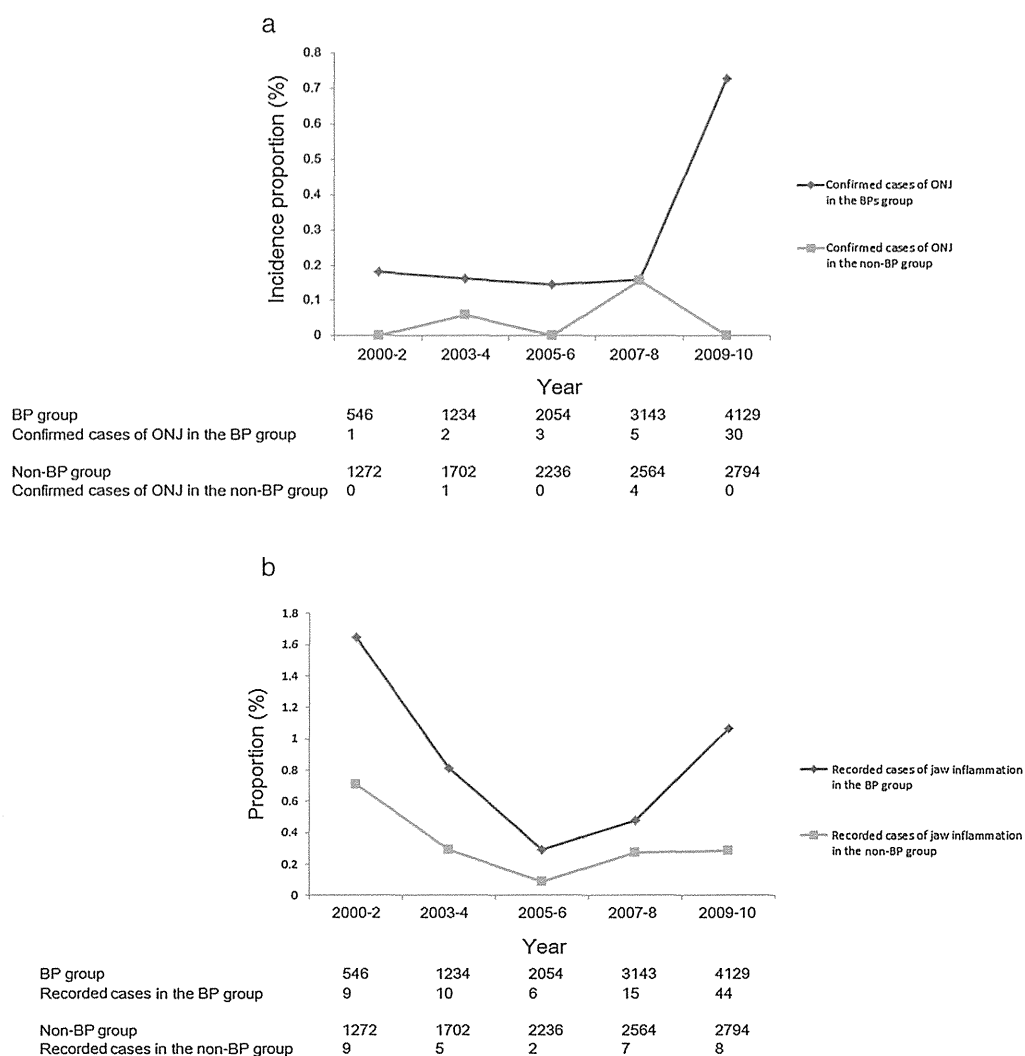 a
Incidence proportion (%)
0.8
0.7
0.6
0.5
0.4
0.3
0.2
0.1
0
2000-2 2003-4 2005-6 2007-8 2009-10
Year
Confirmed cases of ONJ
in the BPs group
Confirmed cases of ONJ
in the non-BP group
BP group 546 1234 2054 3143 4129
Confirmed cases of ONJ in the BP group 1 2 3 5 30
Non-BP group 1272 1702 2236 2564 2794
Confirmed cases of ONJ in the non-BP group 0 1 0 4 0
b
Proportion (%)
1.8
1.6
1.4
1.2
1
0.8
0.6
0.4
0.2
0
2000-2 2003-4 2005-6 2007-8 2009-10
Year
Recorded cases of jaw inflammation
in the BP group
Recorded cases of jaw inflammation
in the non-BP group
BP group 546 1234 2054 3143 4129
Recorded cases in the BP group 9 10 6 15 44
Non-BP group 1272 1702 2236 2564 2794
Recorded cases in the non-BP group 9 5 2 7 8